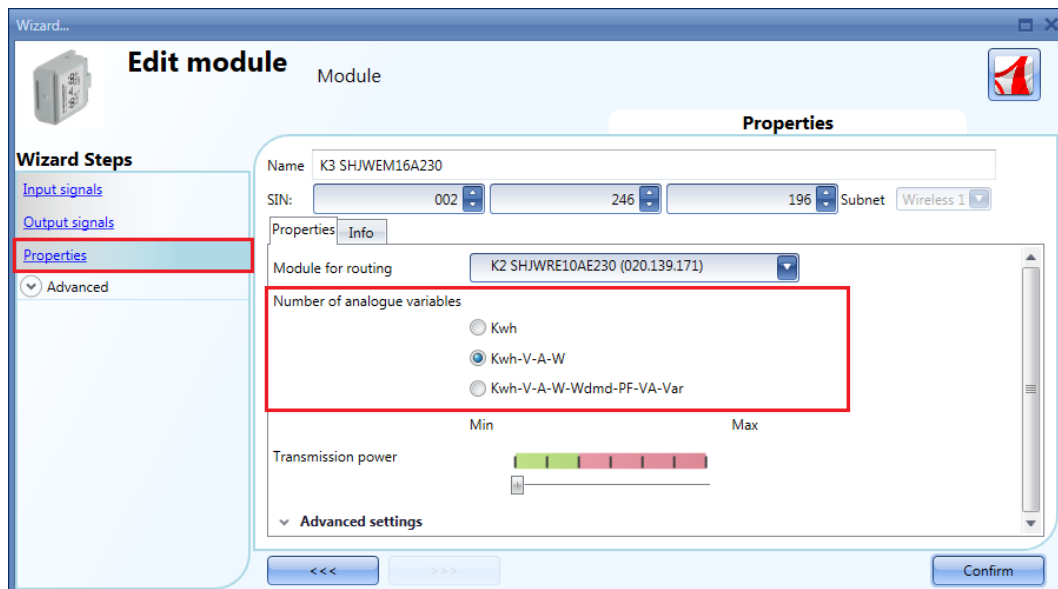 Wizard...
Edit module
Module
Properties
Wizard Steps
Input signals
Output signals
Properties
Advanced
Name K3 SHJWEM16A230
SIN: 002 246 196 Subnet Wireless 1
Properties Info
Module for routing K2 SHJWRE10AE230 (020.139.171)
Number of analogue variables
Kwh
Kwh-V-A-W
Kwh-V-A-W-Wdmd-PF-VA-Var
Min Max
Transmission power
Advanced settings
<<< >>> Confirm